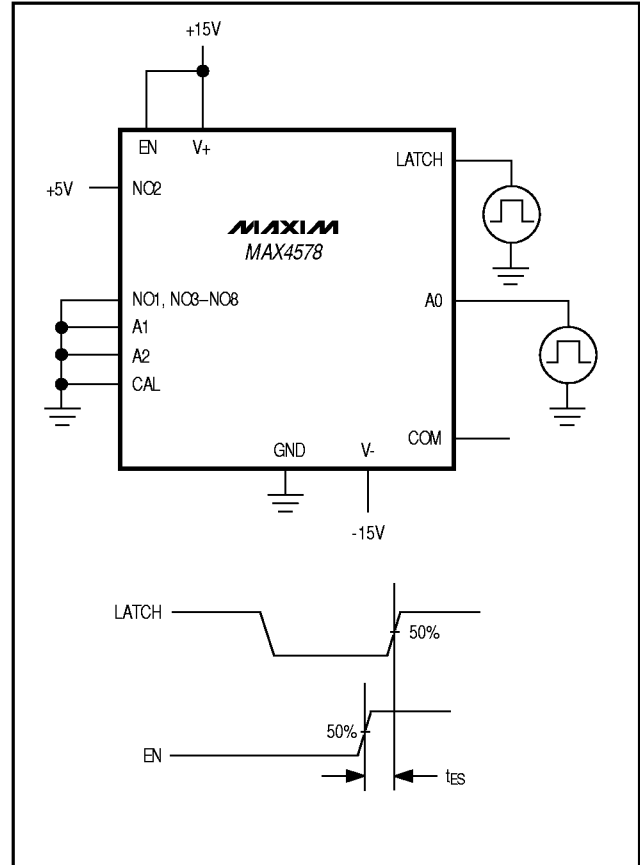 +15V
EN V+
LATCH
+5V
NO2
MAXIM
MAX4578
NO1, NO3–NO8
A0
A1
A2
CAL
COM
GND V-
-15V
LATCH
50%
50%
EN
tES